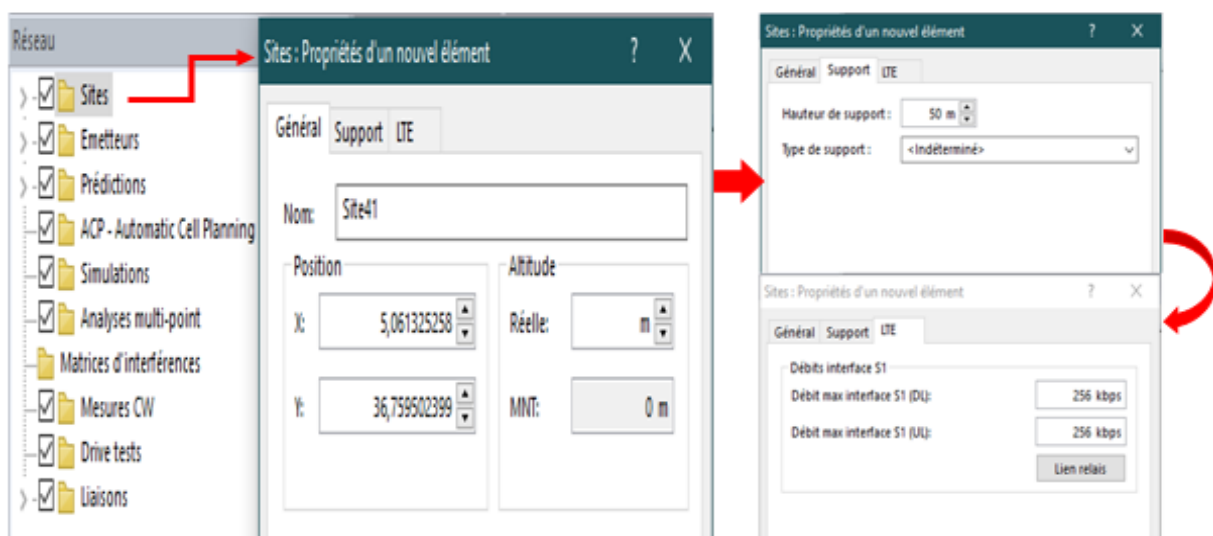 Réseau
Sites
Emetteurs
Prédictions
ACP - Automatic Cell Planning
Simulations
Analyses multi-point
Matrices d'interférences
Mesures CW
Drive tests
Liaisons
Sites : Propriétés d'un nouvel élément ? X
Général Support LTE
Nom: Site41
Position
X: 5,061325258
Y: 36,759502399
Altitude
Réelle: m
MNT: 0 m
Sites : Propriétés d'un nouvel élément ? X
Général Support LTE
Hauteur de support : 50 m
Type de support : <Indéterminé>
Sites : Propriétés d'un nouvel élément ? X
Général Support LTE
Débits interface S1
Débit max interface S1 (DL): 256 kbps
Débit max interface S1 (UL): 256 kbps
Lien relais